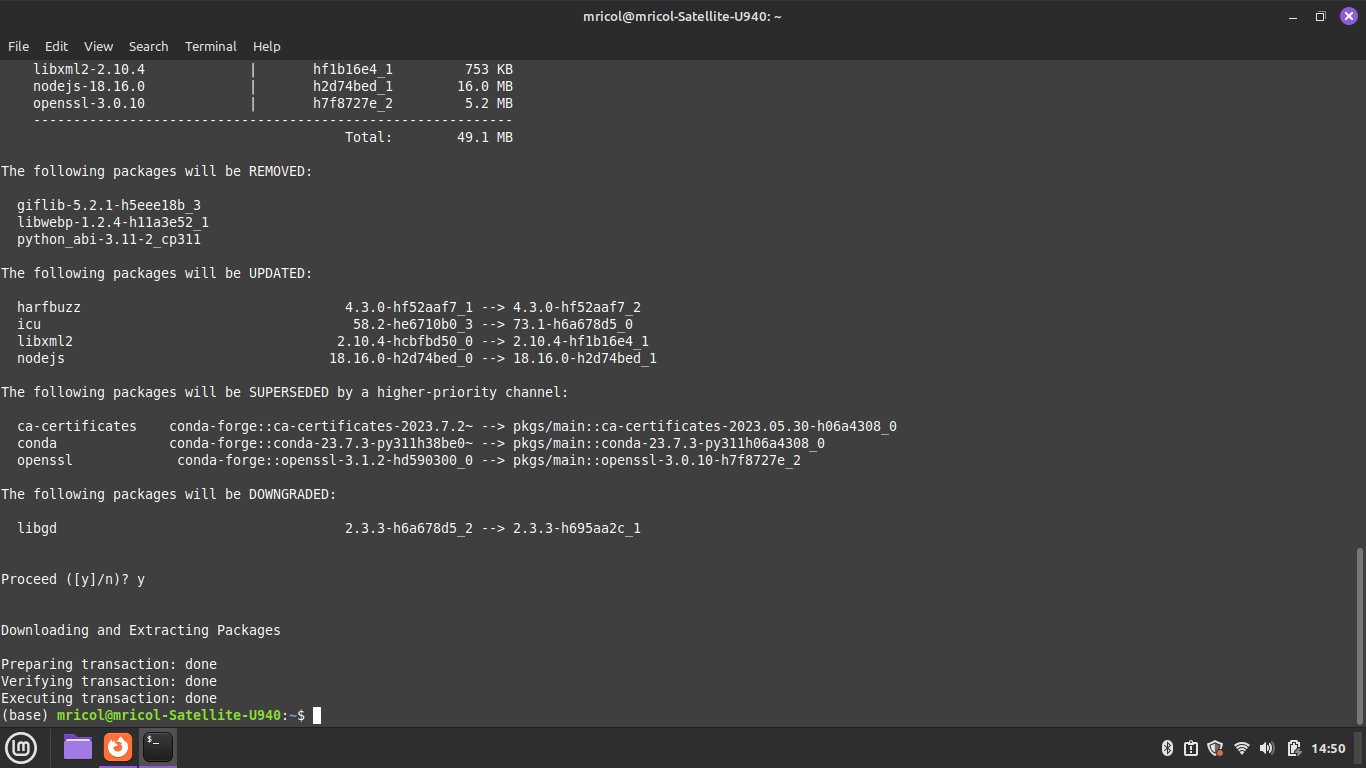 mricol@mricol-Satellite-U940: ~
File Edit View Search Terminal Help
libxml2-2.10.4 | hf1b16e4_1 753 KB
nodejs-18.16.0 | h2d74bed_1 16.0 MB
openssl-3.0.10 | h7f8727e_2 5.2 MB
------------------------------------------------------------
Total: 49.1 MB
The following packages will be REMOVED:
giflib-5.2.1-h5eee18b_3
libwebp-1.2.4-h11a3e52_1
python_abi-3.11-2_cp311
The following packages will be UPDATED:
harfbuzz 4.3.0-hf52aaf7_1 --> 4.3.0-hf52aaf7_2
icu 58.2-he6710b0_3 --> 73.1-h6a678d5_0
libxml2 2.10.4-hcbfbd50_0 --> 2.10.4-hf1b16e4_1
nodejs 18.16.0-h2d74bed_0 --> 18.16.0-h2d74bed_1
The following packages will be SUPERSEDED by a higher-priority channel:
ca-certificates conda-forge::ca-certificates-2023.7.2~ --> pkgs/main::ca-certificates-2023.05.30-h06a4308_0
conda conda-forge::conda-23.7.3-py311h38be0~ --> pkgs/main::conda-23.7.3-py311h06a4308_0
openssl conda-forge::openssl-3.1.2-hd590300_0 --> pkgs/main::openssl-3.0.10-h7f8727e_2
The following packages will be DOWNGRADED:
libgd 2.3.3-h6a678d5_2 --> 2.3.3-h695aa2c_1
Proceed ([y]/n)? y
Downloading and Extracting Packages
Preparing transaction: done
Verifying transaction: done
Executing transaction: done
(base) mricol@mricol-Satellite-U940:~$
14:50